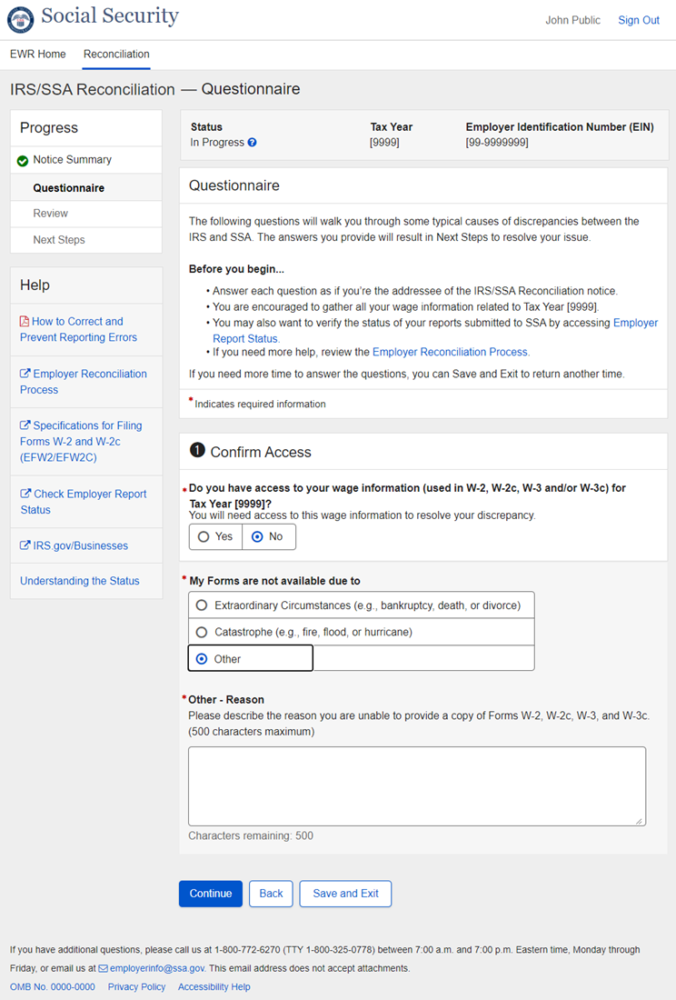 Social Security
John Public Sign Out
EWR Home Reconciliation
IRS/SSA Reconciliation — Questionnaire
Progress
Notice Summary
Questionnaire
Review
Next Steps
Help
How to Correct and
Prevent Reporting Errors
Employer Reconciliation
Process
Specifications for Filing
Forms W-2 and W-2c
(EFW2/EFW2C)
Check Employer Report
Status
IRS.gov/Businesses
Understanding the Status
Status Tax Year Employer Identification Number (EIN)
In Progress ? [9999] [99-9999999]
Questionnaire
The following questions will walk you through some typical causes of discrepancies between the
IRS and SSA. The answers you provide will result in Next Steps to resolve your issue.
Before you begin...
• Answer each question as if you're the addressee of the IRS/SSA Reconciliation notice.
• You are encouraged to gather all your wage information related to Tax Year [9999].
• You may also want to verify the status of your reports submitted to SSA by accessing Employer
Report Status.
• If you need more help, review the Employer Reconciliation Process.
If you need more time to answer the questions, you can Save and Exit to return another time.
* Indicates required information
1 Confirm Access
* Do you have access to your wage information (used in W-2, W-2c, W-3 and/or W-3c) for
Tax Year [9999]?
You will need access to this wage information to resolve your discrepancy.
Yes No
* My Forms are not available due to
Extraordinary Circumstances (e.g., bankruptcy, death, or divorce)
Catastrophe (e.g., fire, flood, or hurricane)
Other
* Other - Reason
Please describe the reason you are unable to provide a copy of Forms W-2, W-2c, W-3, and W-3c.
(500 characters maximum)
Characters remaining: 500
Continue Back Save and Exit
If you have additional questions, please call us at 1-800-772-6270 (TTY 1-800-325-0778) between 7:00 a.m. and 7:00 p.m. Eastern time, Monday through
Friday, or email us at employerinfo@ssa.gov. This email address does not accept attachments.
OMB No. 0000-0000 Privacy Policy Accessibility Help